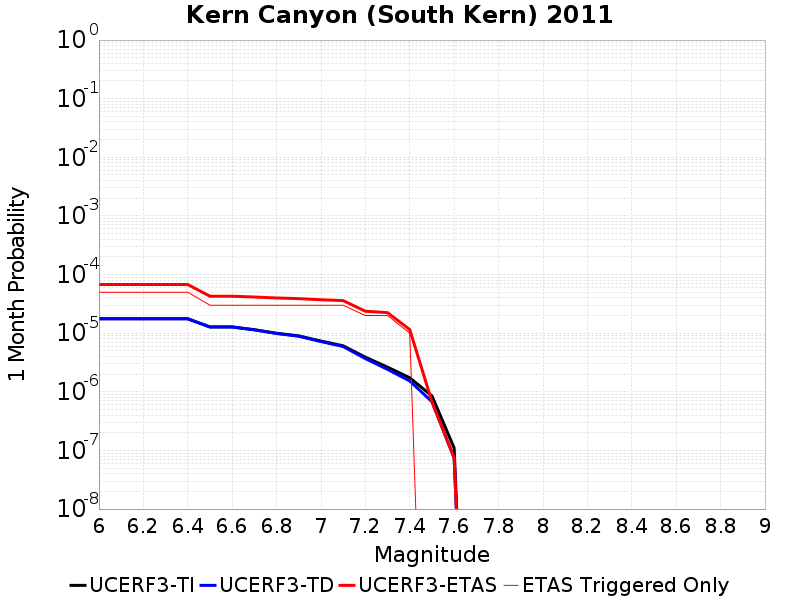 Kern Canyon (South Kern) 2011
1 Month Probability
10^0
10^-1
10^-2
10^-3
10^-4
10^-5
10^-6
10^-7
10^-8
6 6.2 6.4 6.6 6.8 7 7.2 7.4 7.6 7.8 8 8.2 8.4 8.6 8.8 9
Magnitude
UCERF3-TI UCERF3-TD UCERF3-ETAS ETAS Triggered Only